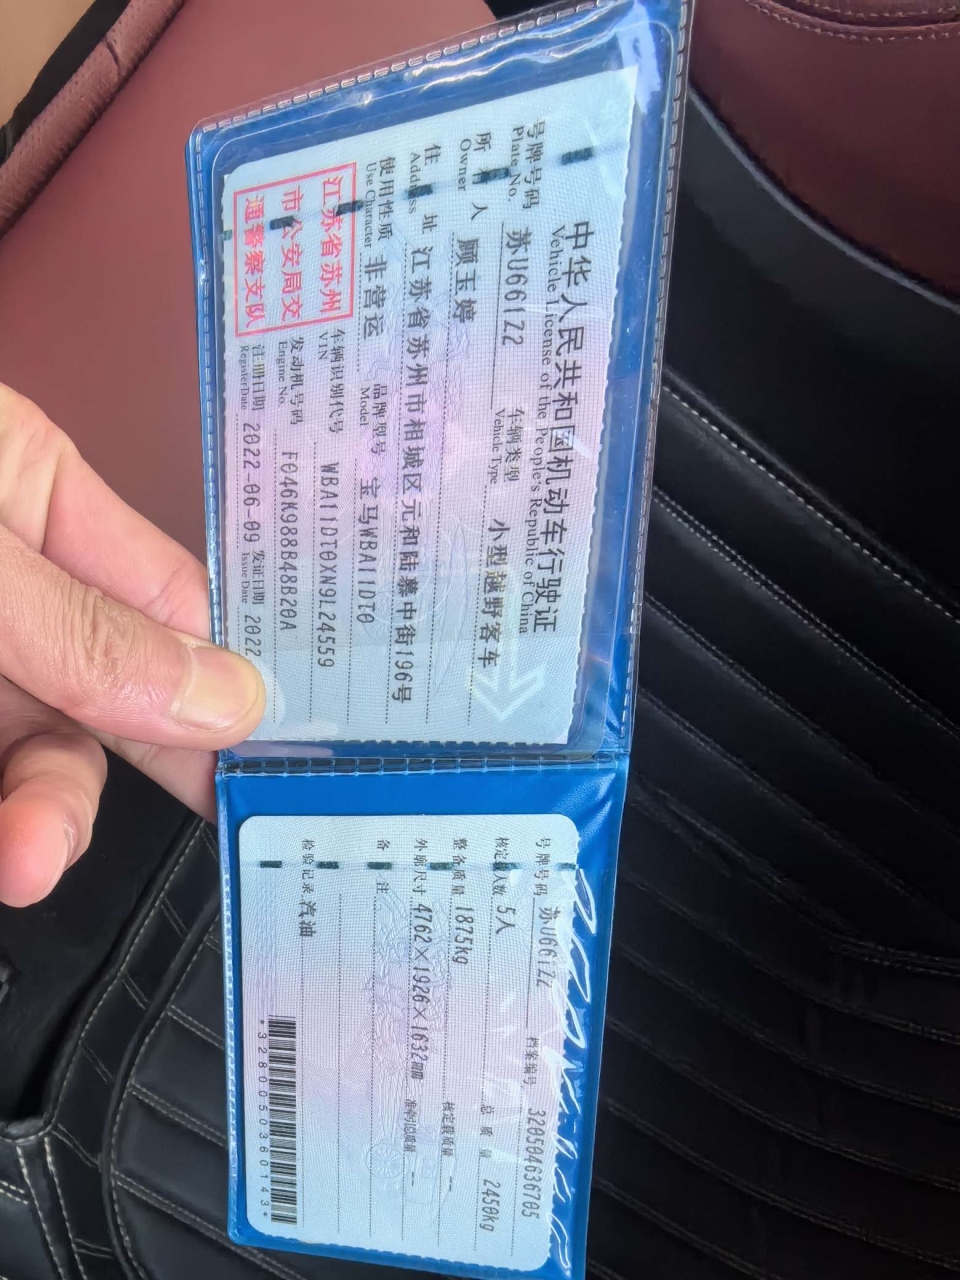 中华人民共和国机动车行驶证
Vehicle License of the People's Republic of China
号牌号码 苏U661Z2 车辆类型 小型越野客车
Plate No. Vehicle Type
所有人 顾玉婷
Owner
住址 江苏省苏州市相城区元和陆慕中街196号
Address
使用性质 非营运 品牌型号 宝马WBA11DT0
Use Character Model
江苏省苏州
市公安局交
通警察支队
车辆识别代号 WBA11DT0XN9L24559
VIN
发动机号码 F046K988B48B20A
Engine No.
注册日期 2022-06-09 发证日期 2022
Register Date Issue Date
号牌号码 苏U661Z2 档案编号 320504636705
核定载人数 5人 总质量 2450kg
整备质量 1875kg 核定载质量 --
外廓尺寸 4762×1926×1632mm 准牵引总质量 --
备注
检验记录 汽油
*3280050360143*